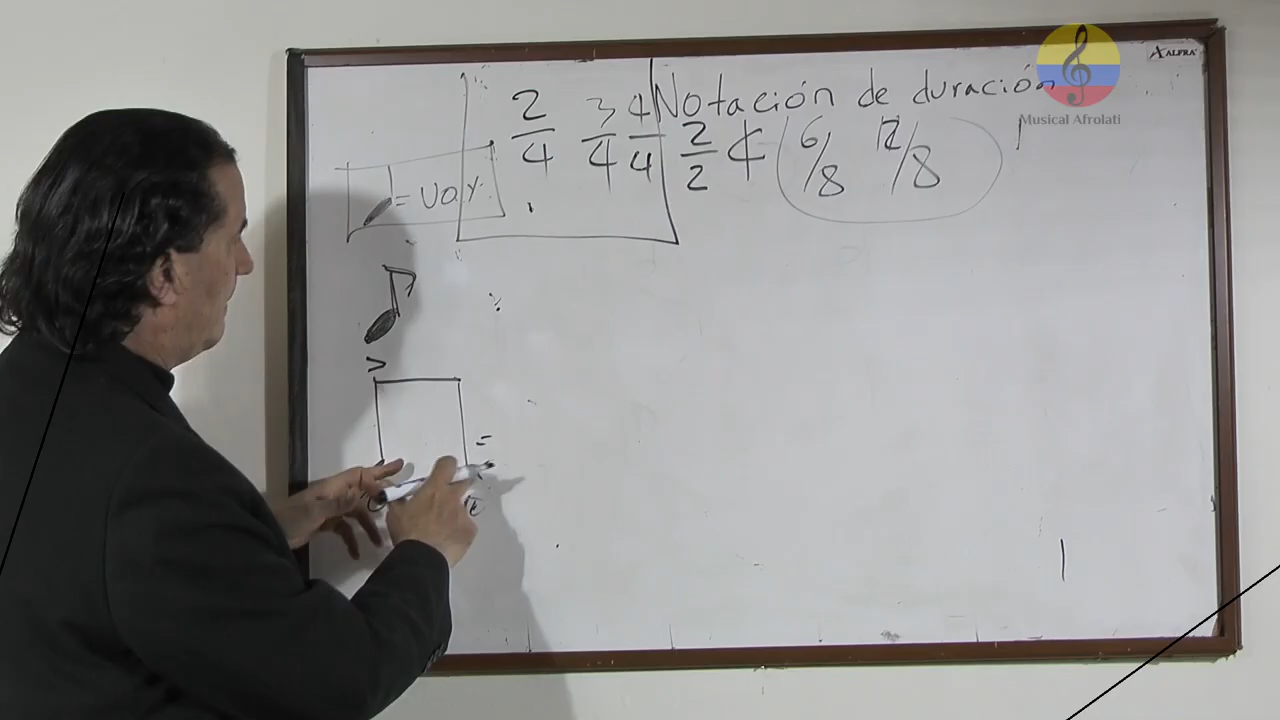 Notación de duración
2/4 3/4 4/4 2/2 ¢ 6/8 12/8
= Voy.
=
>
ALFRA
Musical Afrolati